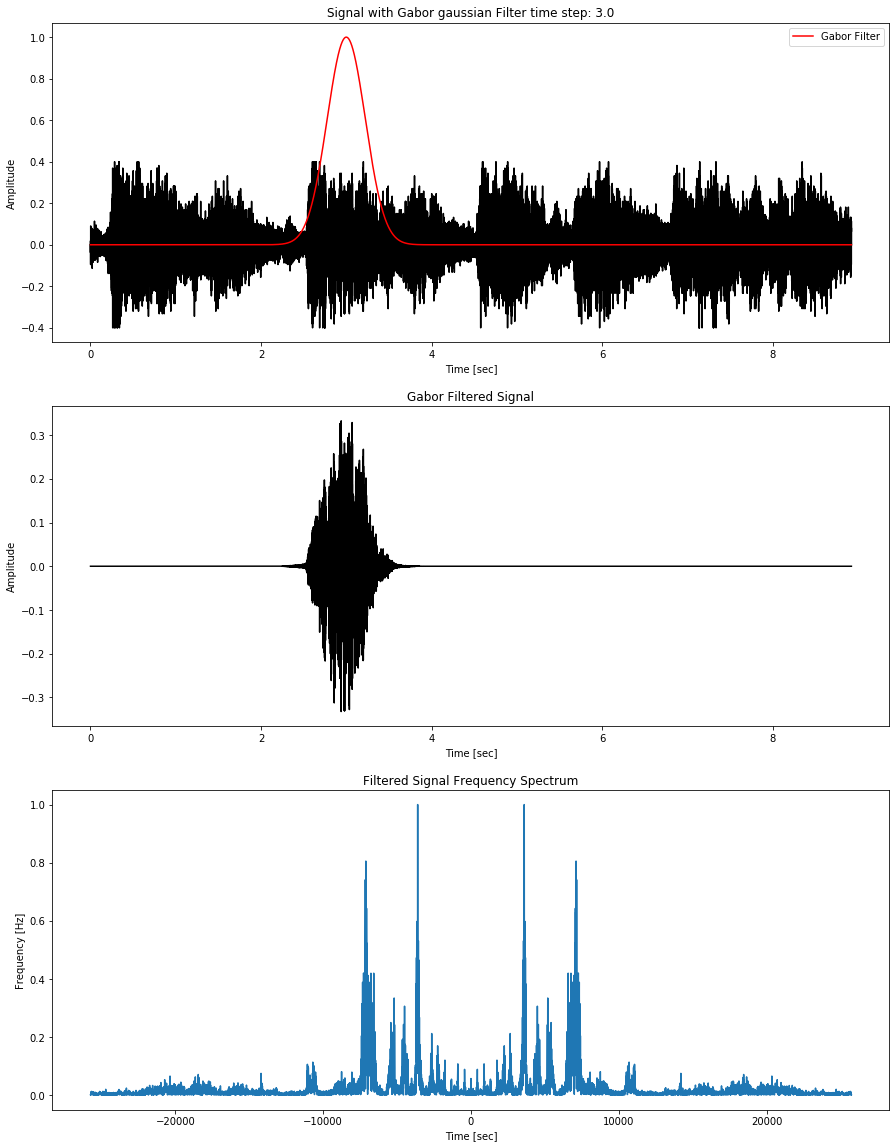 Signal with Gabor gaussian Filter time step: 3.0
Gabor Filter
Amplitude
1.0
0.8
0.6
0.4
0.2
0.0
−0.2
−0.4
0 2 4 6 8
Time [sec]
Gabor Filtered Signal
Amplitude
0.3
0.2
0.1
0.0
−0.1
−0.2
−0.3
0 2 4 6 8
Time [sec]
Filtered Signal Frequency Spectrum
Frequency [Hz]
1.0
0.8
0.6
0.4
0.2
0.0
−20000 −10000 0 10000 20000
Time [sec]